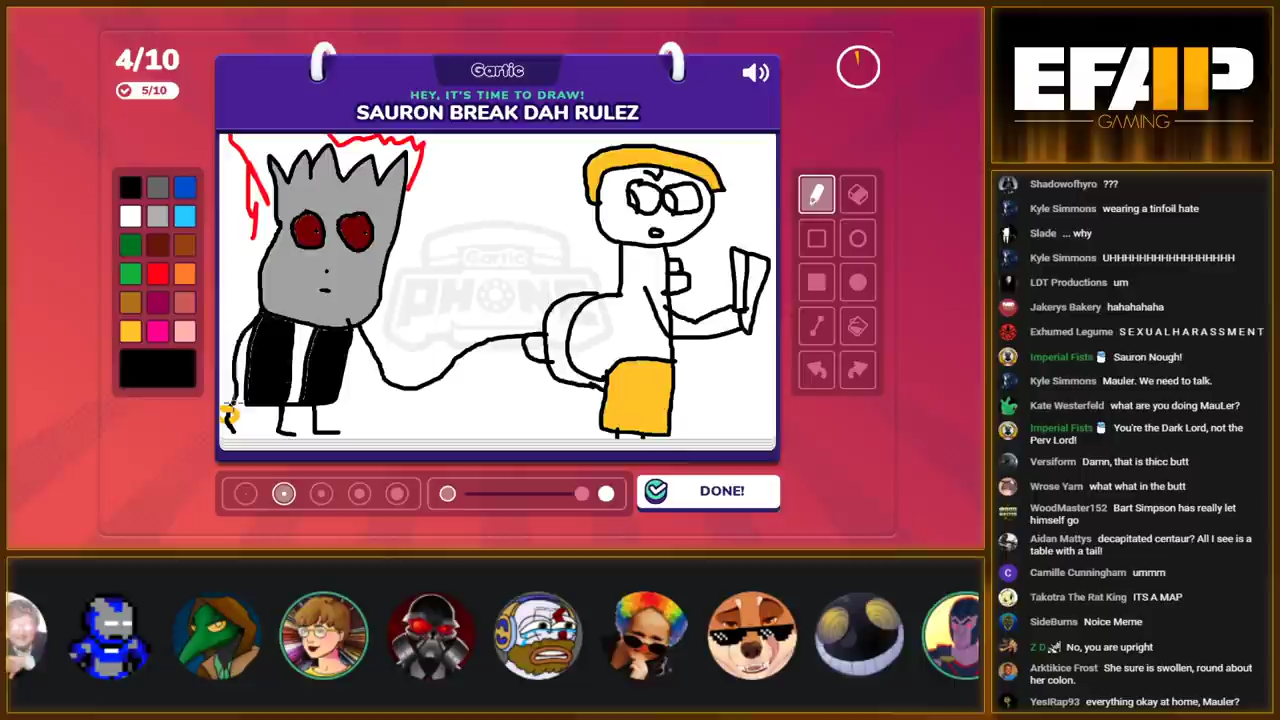 4/10
5/10
Gartic
HEY, IT'S TIME TO DRAW!
SAURON BREAK DAH RULEZ
Gartic
PHONE
DONE!
EFAP
GAMING
Shadowofhyro ???
Kyle Simmons wearing a tinfoil hate
Slade ... why
Kyle Simmons UHHHHHHHHHHHHHHHHHH
LDT Productions um
Jakerys Bakery hahahahaha
Exhumed Legume S E X U A L H A R A S S M E N T
Imperial Fists Sauron Nough!
Kyle Simmons Mauler. We need to talk.
Kate Westerfeld what are you doing MauLer?
Imperial Fists You're the Dark Lord, not the
Perv Lord!
Versiform Damn, that is thicc butt
Wrose Yarn what what in the butt
WoodMaster152 Bart Simpson has really let
himself go
Aidan Mattys decapitated centaur? All I see is a
table with a tail!
Camille Cunningham ummm
Takotra The Rat King ITS A MAP
SideBurns Noice Meme
Z D No, you are upright
Arktikice Frost She sure is swollen, round about
her colon.
YesIRap93 everything okay at home, Mauler?